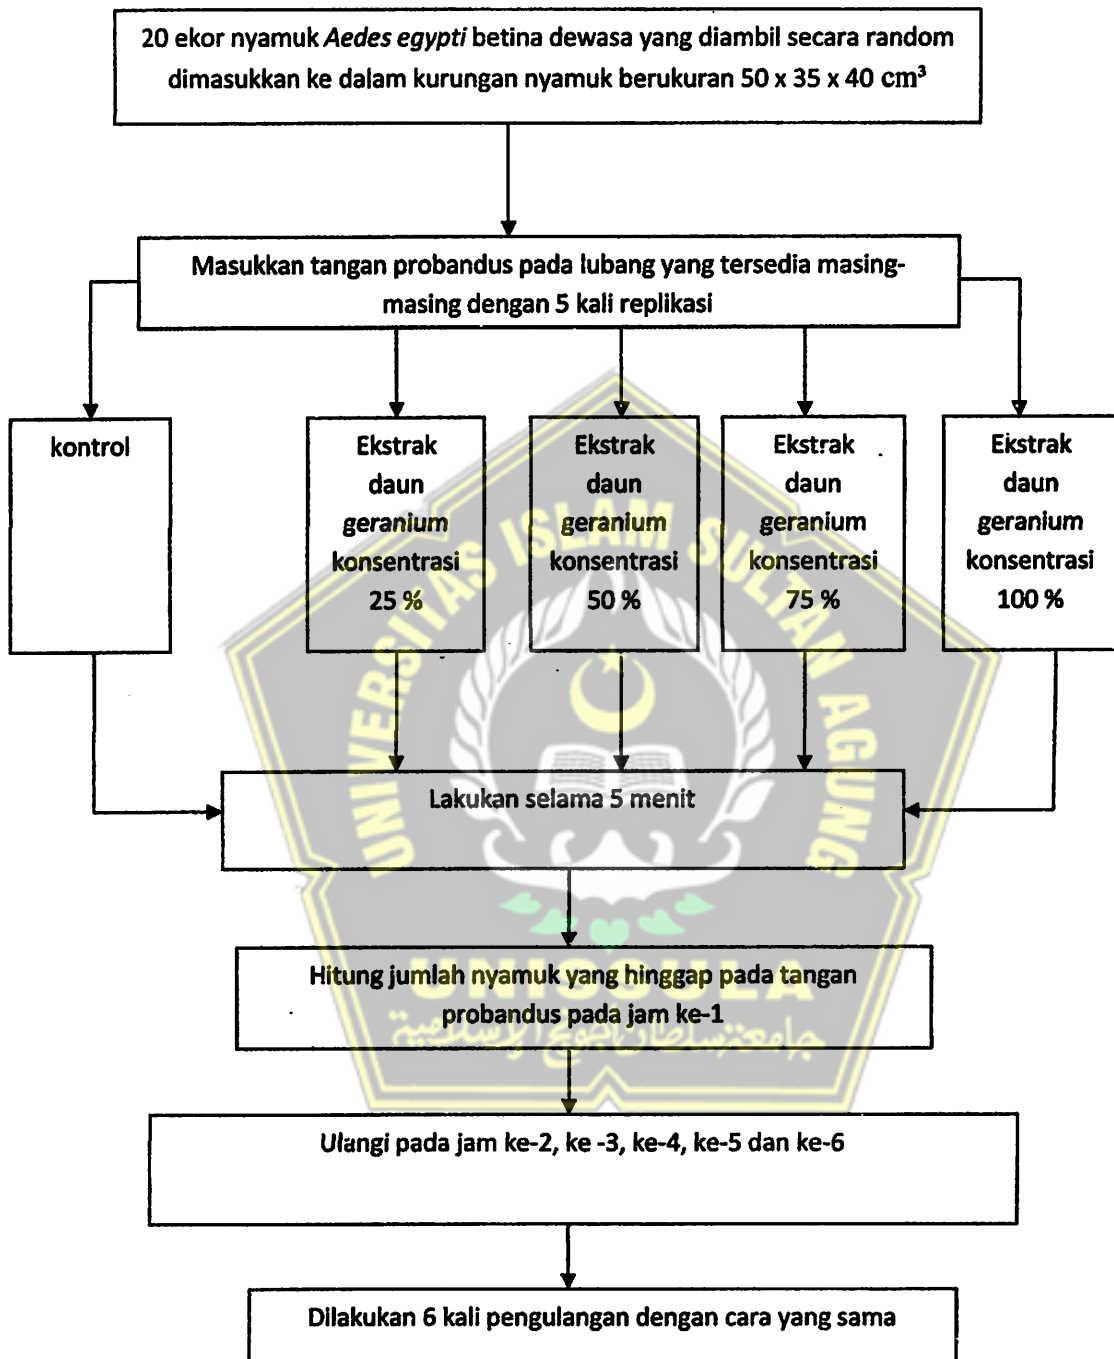 20 ekor nyamuk Aedes egypti betina dewasa yang diambil secara random
dimasukkan ke dalam kurungan nyamuk berukuran 50 x 35 x 40 cm³
Masukkan tangan probandus pada lubang yang tersedia masing-
masing dengan 5 kali replikasi
kontrol
Ekstrak
daun
geranium
konsentrasi
25 %
Ekstrak
daun
geranium
konsentrasi
50 %
Ekstrak
daun
geranium
konsentrasi
75 %
Ekstrak
daun
geranium
konsentrasi
100 %
Lakukan selama 5 menit
Hitung jumlah nyamuk yang hinggap pada tangan
probandus pada jam ke-1
Ulangi pada jam ke-2, ke -3, ke-4, ke-5 dan ke-6
Dilakukan 6 kali pengulangan dengan cara yang sama
UNIVERSITAS ISLAM SULTAN AGUNG
UNISSULA
جامعة سلطان أجونج الإسلامية